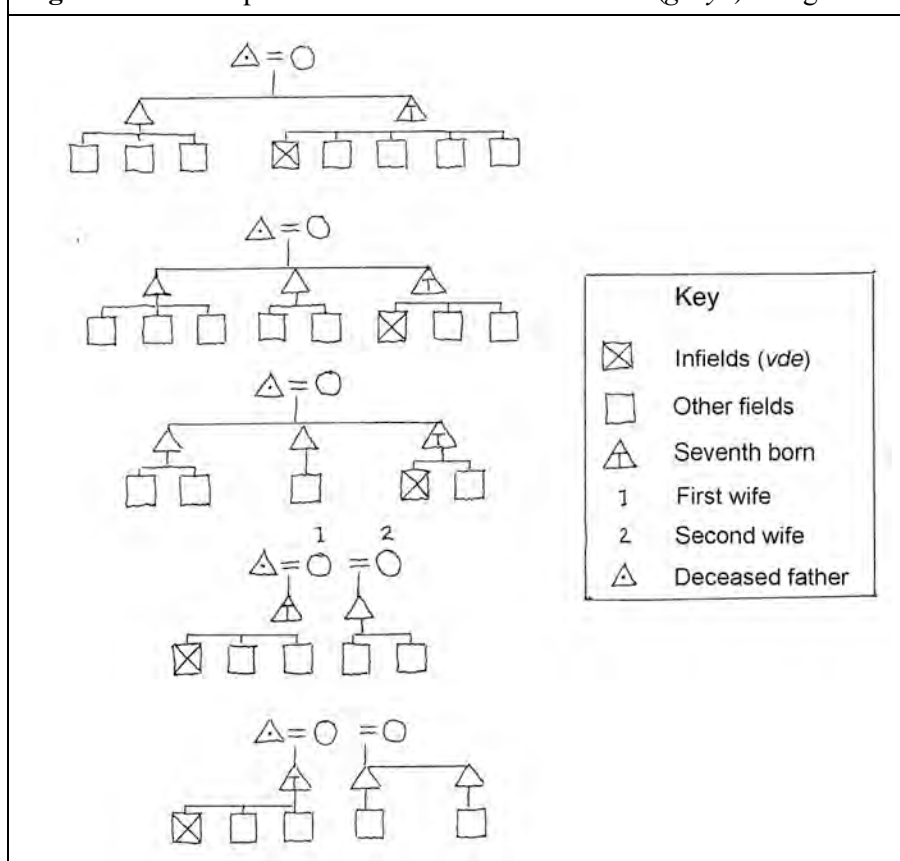 Key
Infields (vde)
Other fields
Seventh born
1 First wife
2 Second wife
Deceased father
1 2